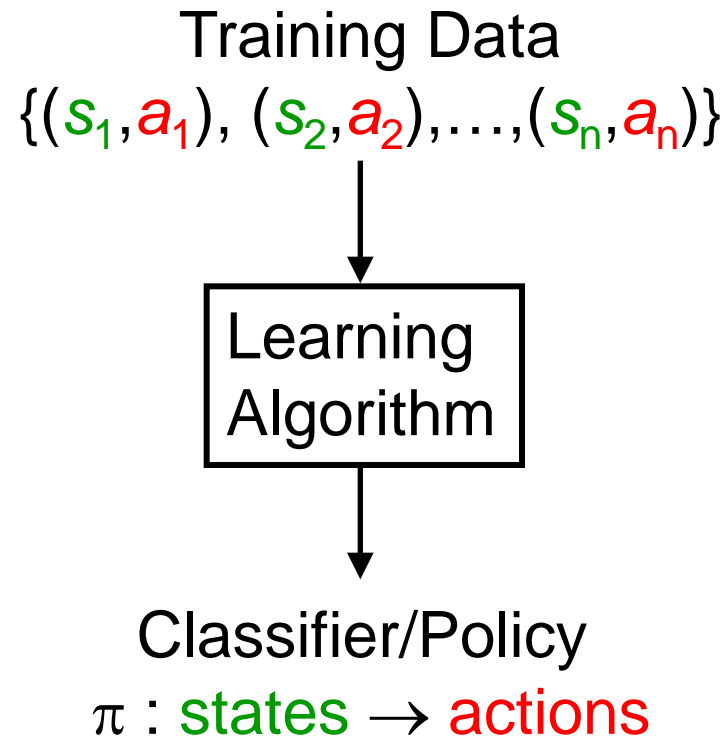 Training Data
{(s₁,a₁), (s₂,a₂),…,(sₙ,aₙ)}
Learning
Algorithm
Classifier/Policy
π : states → actions